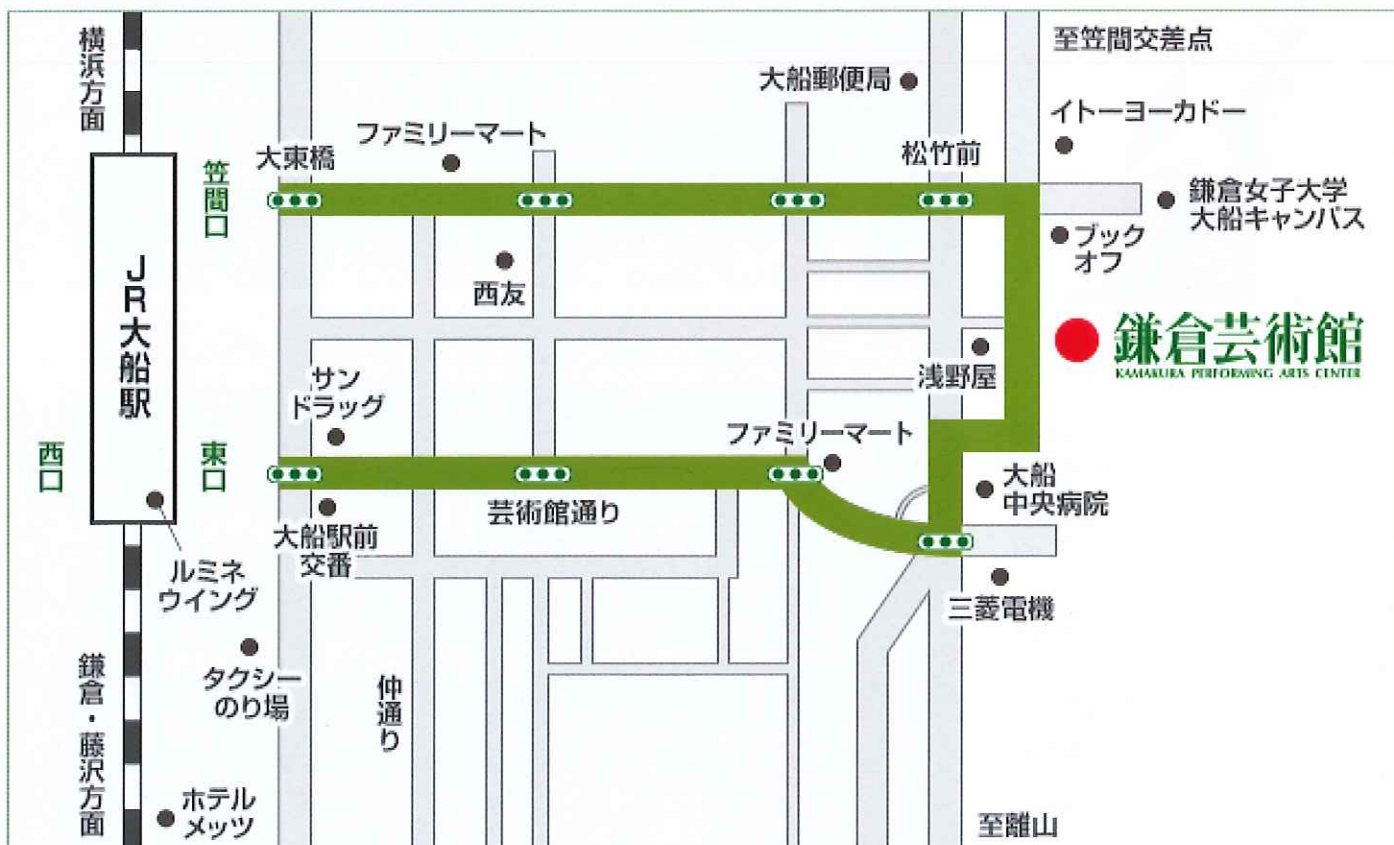 横浜方面
至笠間交差点
大船郵便局
イトーヨーカドー
ファミリーマート
大東橋
松竹前
笠間口
鎌倉女子大学
大船キャンパス
ブック
オフ
JR大船駅
西友
鎌倉芸術館
KAMAKURA PERFORMING ARTS CENTER
浅野屋
サン
ドラッグ
ファミリーマート
西口
東口
大船
中央病院
芸術館通り
大船駅前
交番
ルミネ
ウイング
三菱電機
タクシー
のり場
仲通り
鎌倉・藤沢方面
ホテル
メッツ
至離山